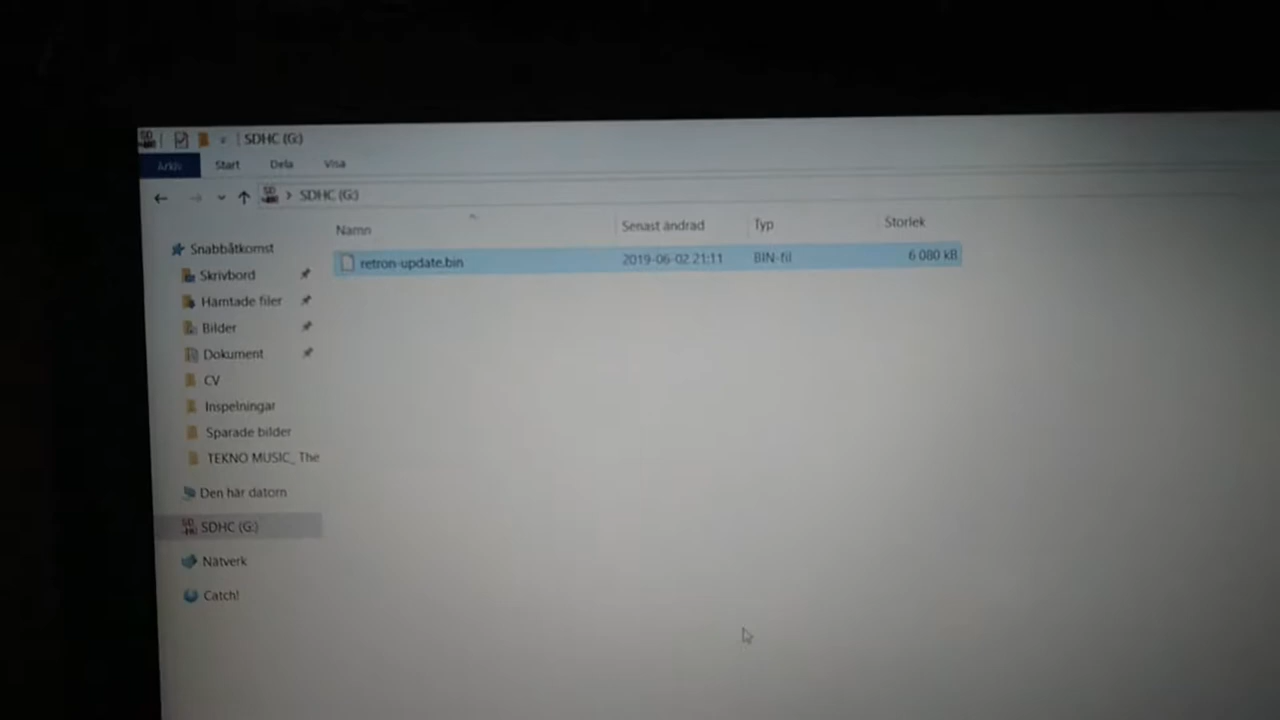 SDHC (G:)
Arkiv Start Dela Visa
SDHC (G:)
Namn Senast ändrad Typ Storlek
retron-update.bin 2019-06-02 21:11 BIN-fil 6 080 kB
Snabbåtkomst
Skrivbord
Hämtade filer
Bilder
Dokument
CV
Inspelningar
Sparade bilder
TEKNO MUSIC_ The
Den här datorn
SDHC (G:)
Nätverk
Catch!